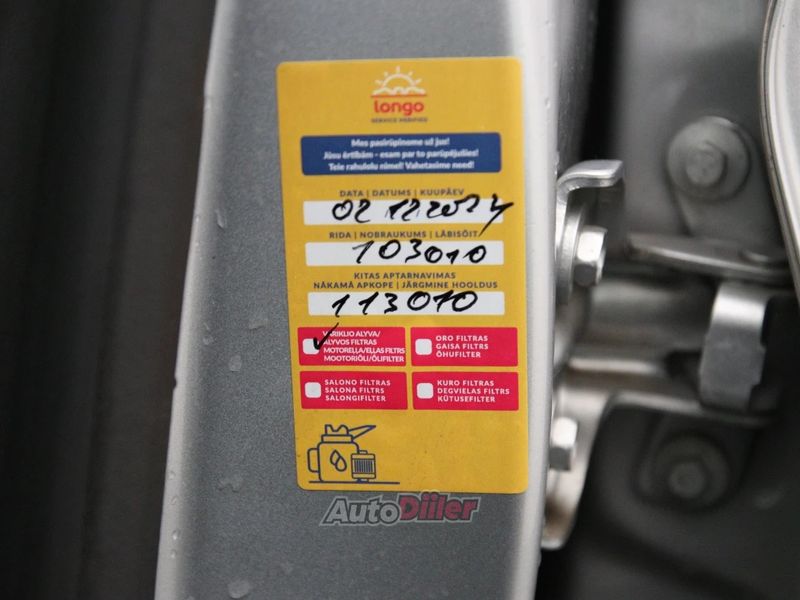 longo
SERVICE VERIFIED
Mes pasirūpinome už jus!
Jūsu ērtībām - esam par to parūpējušies!
Teie rahulolu nimel! Vahetasime need!
DATA | DATUMS | KUUPÄEV
02 12 2024
RIDA | NOBRAUKUMS | LÄBISÕIT
103010
KITAS APTARNAVIMAS
NĀKAMĀ APKOPE | JÄRGMINE HOOLDUS
113010
VARIKLIO ALYVA/
ALYVOS FILTRAS
MOTOREĻĻA/EĻĻAS FILTRS
MOOTORIÕLI/ÕLIFILTER
ORO FILTRAS
GAISA FILTRS
ÕHUFILTER
SALONO FILTRAS
SALONA FILTRS
SALONGIFILTER
KURO FILTRAS
DEGVIELAS FILTRS
KÜTUSEFILTER
AutoDiiler